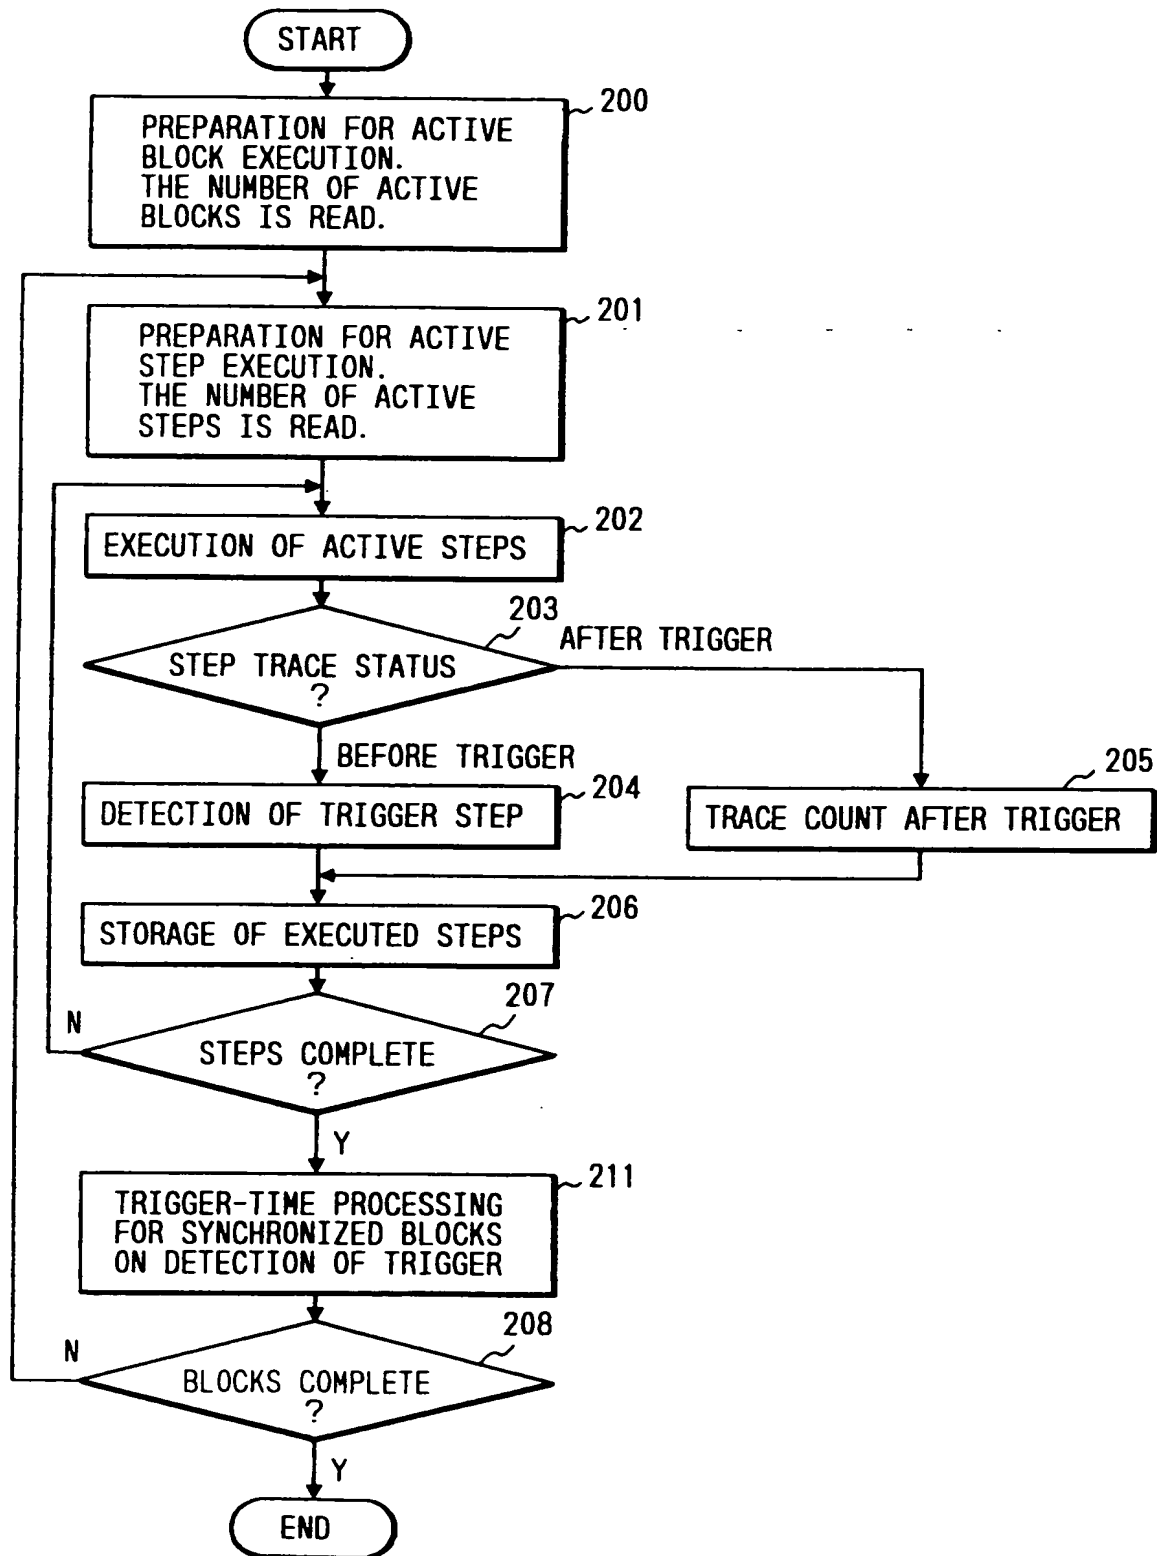 START
200
PREPARATION FOR ACTIVE
BLOCK EXECUTION.
THE NUMBER OF ACTIVE
BLOCKS IS READ.
201
PREPARATION FOR ACTIVE
STEP EXECUTION.
THE NUMBER OF ACTIVE
STEPS IS READ.
202
EXECUTION OF ACTIVE STEPS
203
AFTER TRIGGER
STEP TRACE STATUS
?
BEFORE TRIGGER
204
DETECTION OF TRIGGER STEP
205
TRACE COUNT AFTER TRIGGER
206
STORAGE OF EXECUTED STEPS
207
N
STEPS COMPLETE
?
Y
211
TRIGGER-TIME PROCESSING
FOR SYNCHRONIZED BLOCKS
ON DETECTION OF TRIGGER
208
N
BLOCKS COMPLETE
?
Y
END